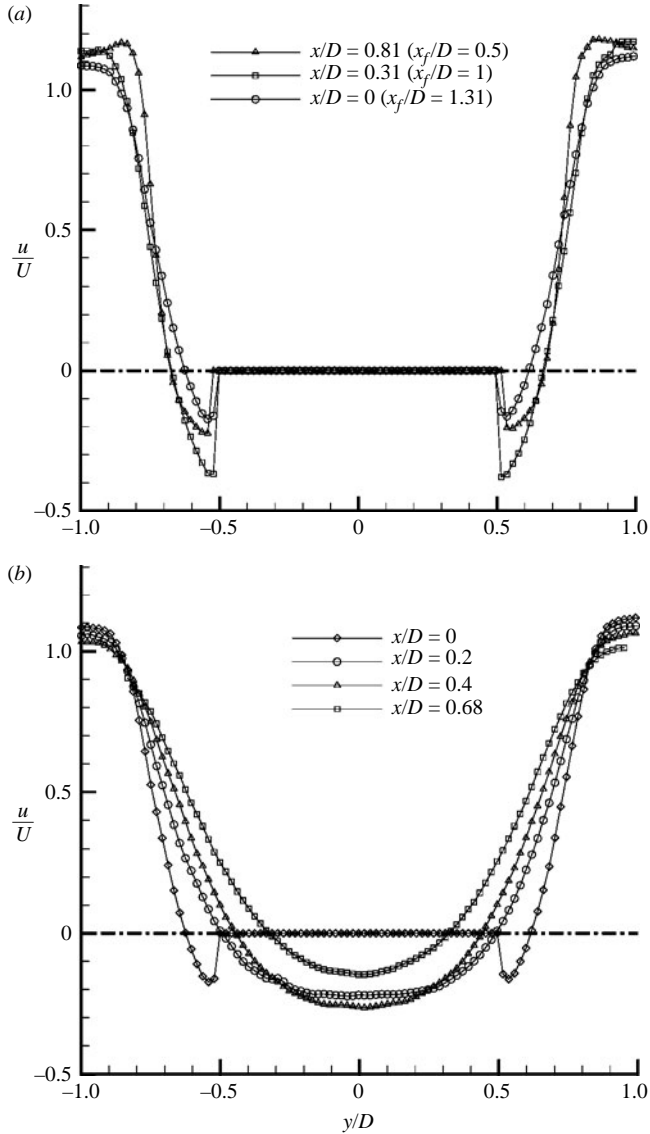 (a)
x/D = 0.81 (x_f/D = 0.5)
x/D = 0.31 (x_f/D = 1)
x/D = 0 (x_f/D = 1.31)
1.0
0.5
u/U
0
–0.5
–1.0
–0.5
0
0.5
1.0
(b)
x/D = 0
x/D = 0.2
x/D = 0.4
x/D = 0.68
1.0
0.5
u/U
0
–0.5
–1.0
–0.5
0
0.5
1.0
y/D